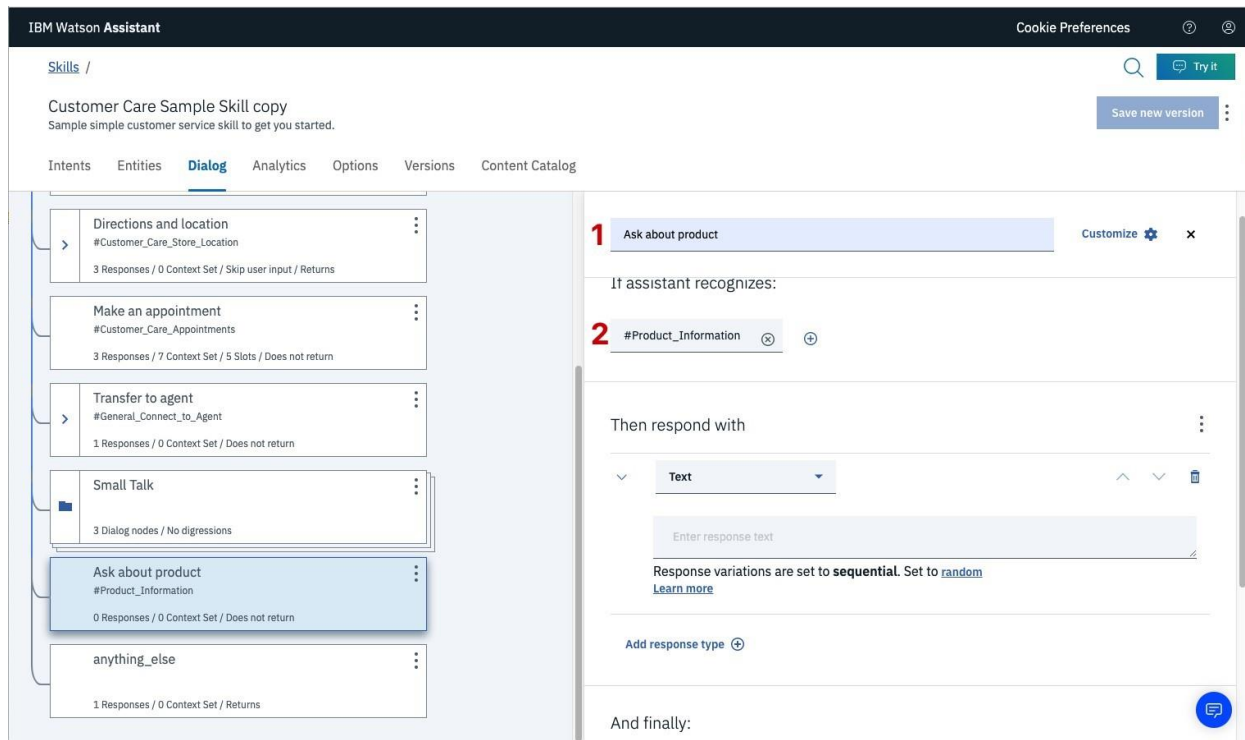 IBM Watson Assistant
Cookie Preferences
Skills /
Try it
Customer Care Sample Skill copy
Sample simple customer service skill to get you started.
Save new version
Intents Entities Dialog Analytics Options Versions Content Catalog
Directions and location
#Customer_Care_Store_Location
3 Responses / 0 Context Set / Skip user input / Returns
Make an appointment
#Customer_Care_Appointments
3 Responses / 7 Context Set / 5 Slots / Does not return
Transfer to agent
#General_Connect_to_Agent
1 Responses / 0 Context Set / Does not return
Small Talk
3 Dialog nodes / No digressions
Ask about product
#Product_Information
0 Responses / 0 Context Set / Does not return
anything_else
1 Responses / 0 Context Set / Returns
1 Ask about product
Customize
If assistant recognizes:
2 #Product_Information
Then respond with
Text
Enter response text
Response variations are set to sequential. Set to random
Learn more
Add response type
And finally: